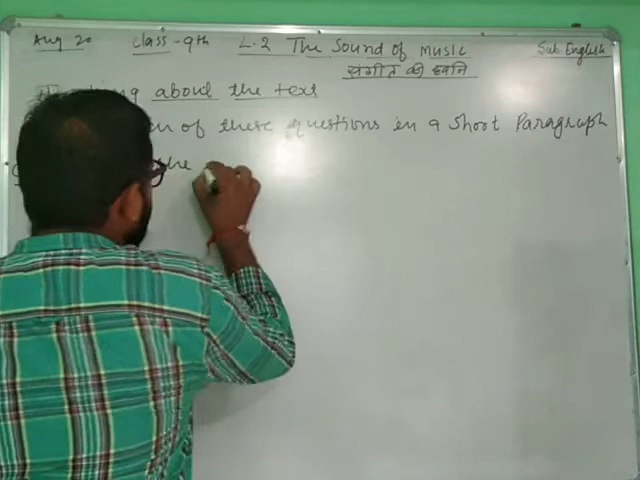 Aug 20 class - 9th L.2 The Sound of Music Sub English
संगीत की ध्वनि
about the text
of these questions in a Short Paragraph
the